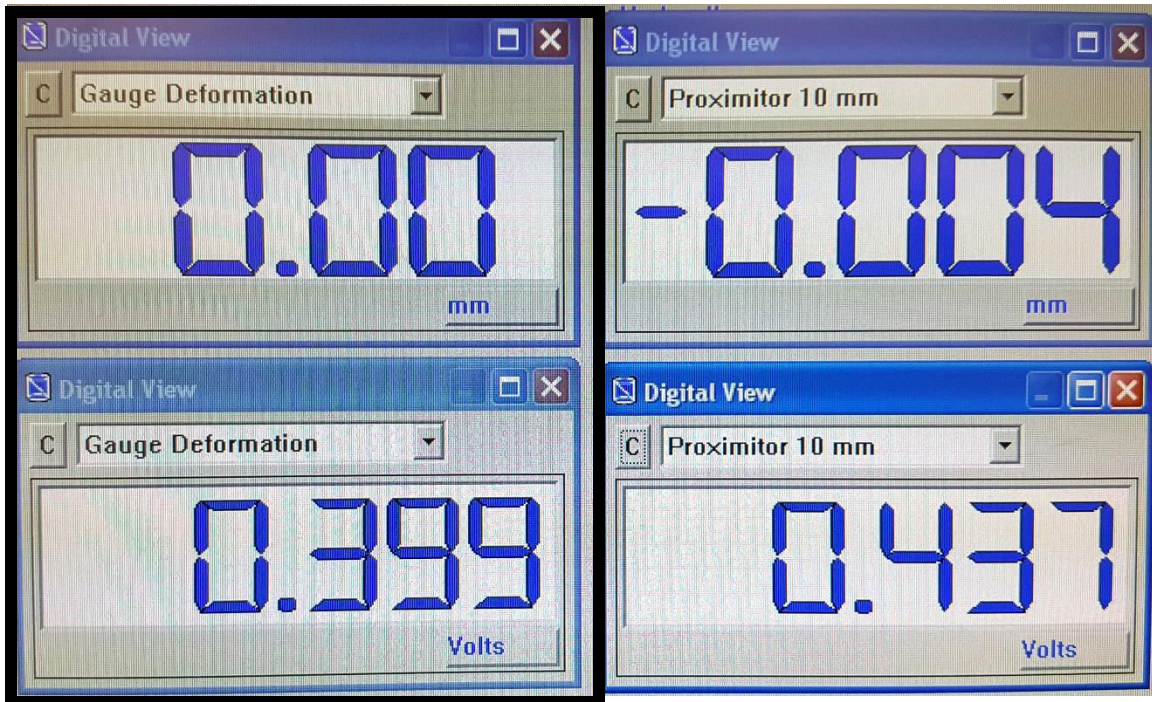 Digital View
C Gauge Deformation
0.00
mm
Digital View
C Proximitor 10 mm
-0.004
mm
Digital View
C Gauge Deformation
0.399
Volts
Digital View
C Proximitor 10 mm
0.437
Volts